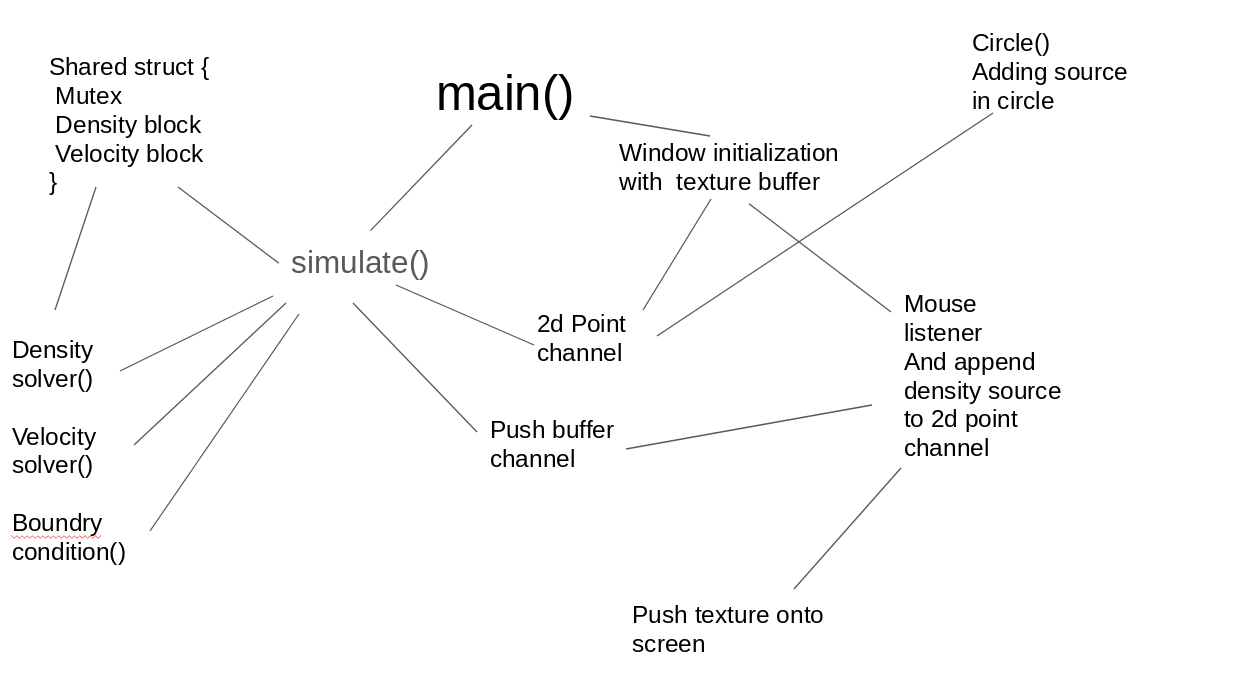 Shared struct {
Mutex
Density block
Velocity block
}
main()
Circle()
Adding source
in circle
Window initialization
with  texture buffer
simulate()
2d Point
channel
Mouse
listener
And append
density source
to 2d point
channel
Density
solver()
Velocity
solver()
Boundry
condition()
Push buffer
channel
Push texture onto
screen